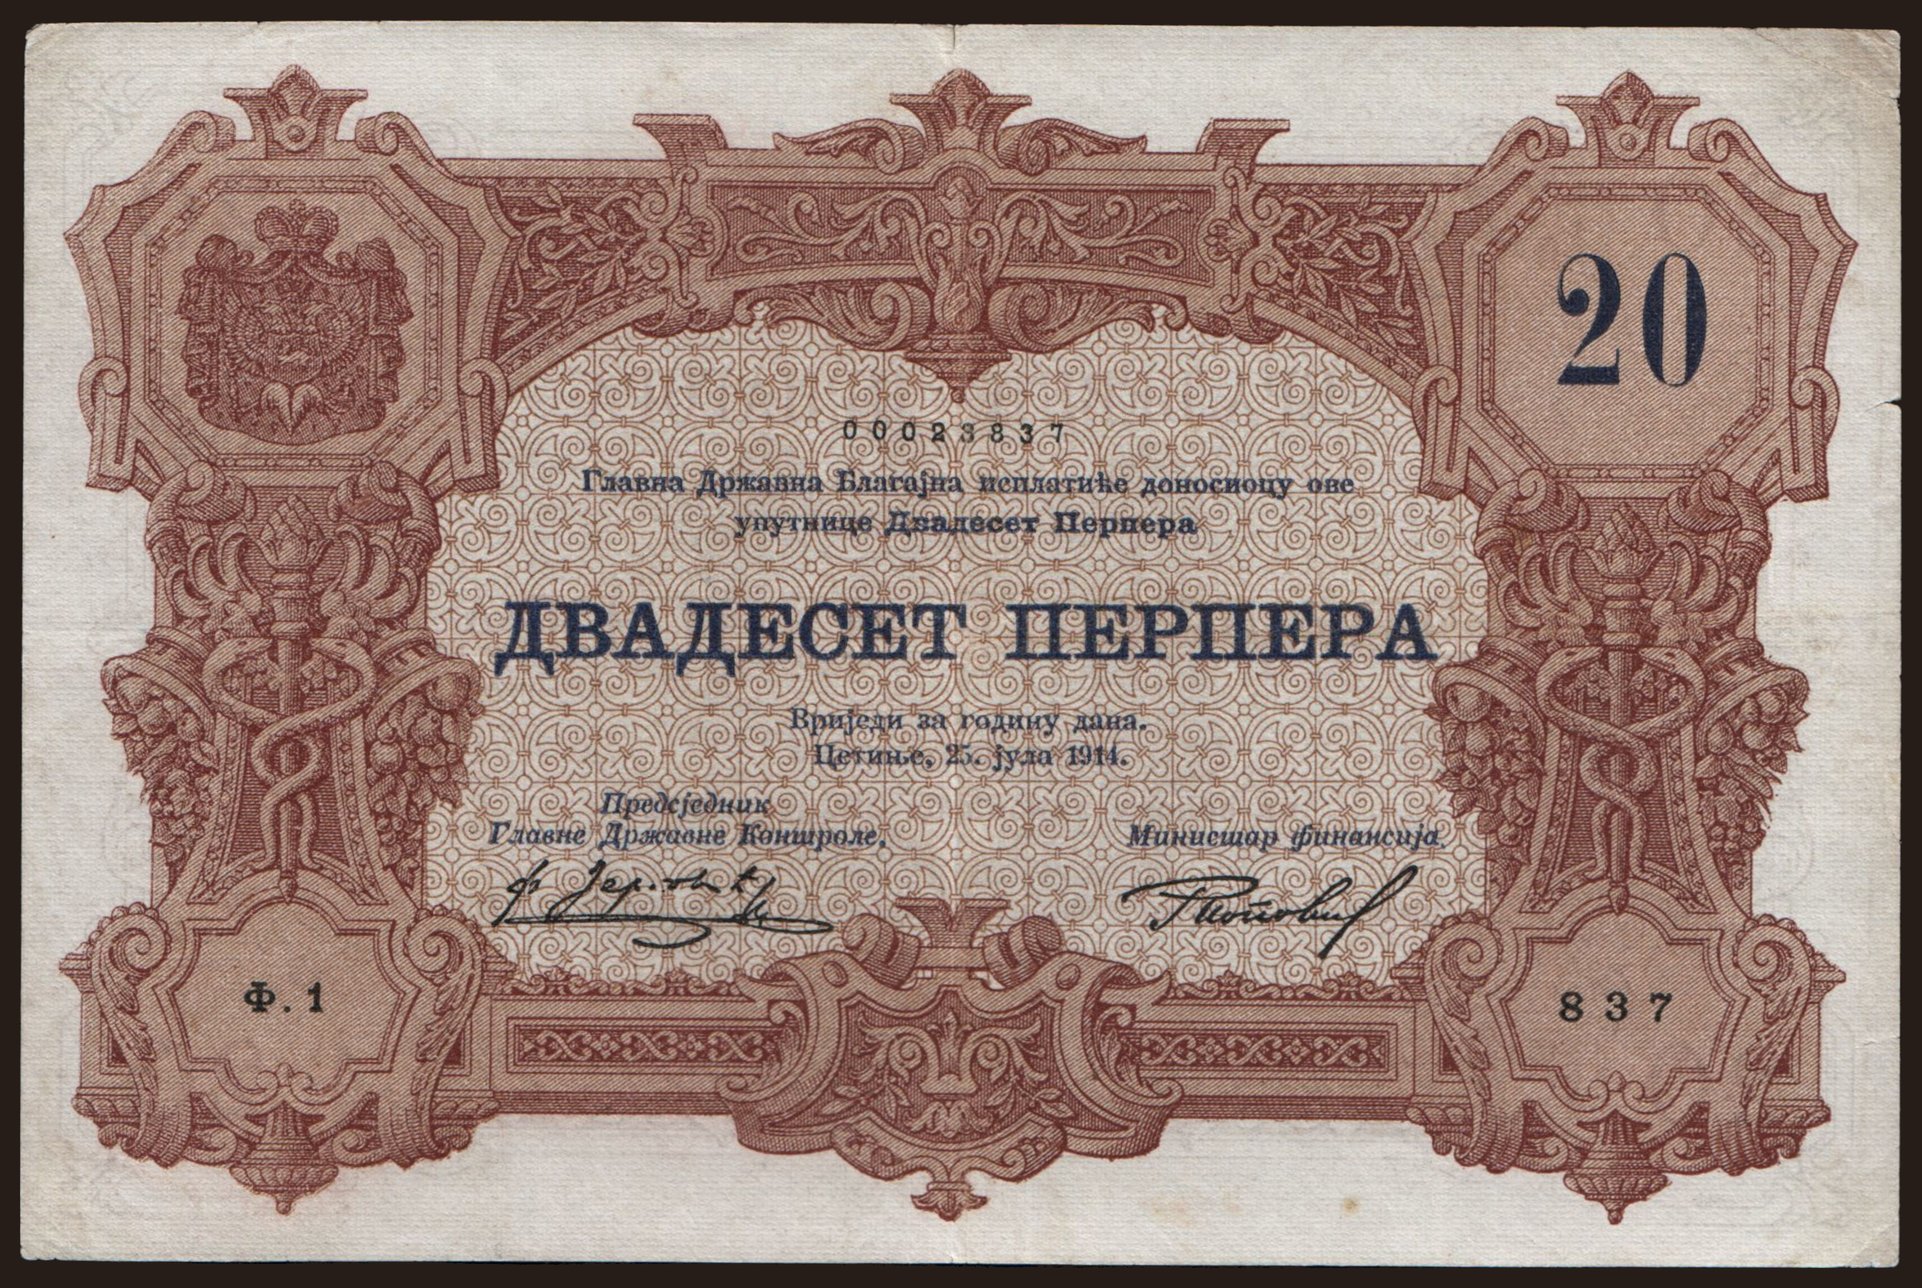 20
00023837
Главна Државна Благајна исплатиће доносиоцу ове
упутнице Двадесет Перпера
ДВАДЕСЕТ ПЕРПЕРА
Вриједи за годину дана.
Цетиње, 25. јула 1914.
Предсједник
Главне Државне Контроле,
Министар финансија,
Ф. 1
837